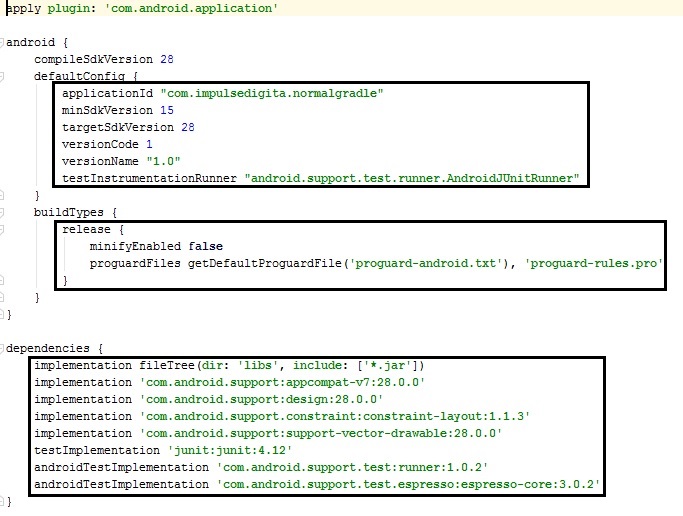 apply plugin: 'com.android.application'
android {
compileSdkVersion 28
defaultConfig {
applicationId "com.impulsedigita.normalgradle"
minSdkVersion 15
targetSdkVersion 28
versionCode 1
versionName "1.0"
testInstrumentationRunner "android.support.test.runner.AndroidJUnitRunner"
}
buildTypes {
release {
minifyEnabled false
proguardFiles getDefaultProguardFile('proguard-android.txt'), 'proguard-rules.pro'
}
}
}
dependencies {
implementation fileTree(dir: 'libs', include: ['*.jar'])
implementation 'com.android.support:appcompat-v7:28.0.0'
implementation 'com.android.support:design:28.0.0'
implementation 'com.android.support.constraint:constraint-layout:1.1.3'
implementation 'com.android.support:support-vector-drawable:28.0.0'
testImplementation 'junit:junit:4.12'
androidTestImplementation 'com.android.support.test:runner:1.0.2'
androidTestImplementation 'com.android.support.test.espresso:espresso-core:3.0.2'
}